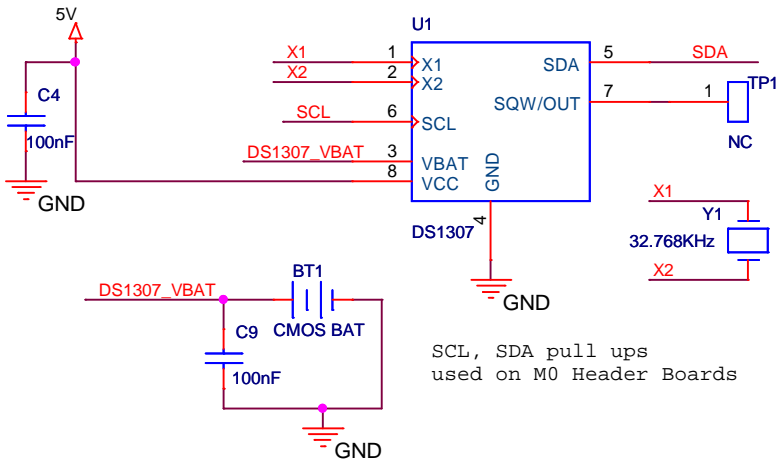 5V
U1
C4
100nF
GND
X1
1
X1
X2
2
X2
SCL
6
SCL
DS1307_VBAT
3
VBAT
8
VCC
GND
4
SDA
5
SDA
SQW/OUT
7
1
TP1
NC
DS1307
GND
X1
Y1
32.768KHz
X2
DS1307_VBAT
BT1
CMOS BAT
C9
100nF
GND
SCL, SDA pull ups
used on M0 Header Boards